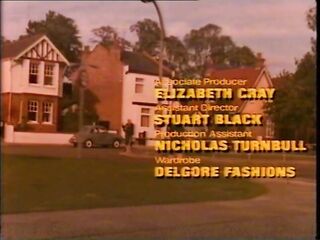 Associate Producer
ELIZABETH GRAY
Assistant Director
STUART BLACK
Production Assistant
NICHOLAS TURNBULL
Wardrobe
DELGORE FASHIONS